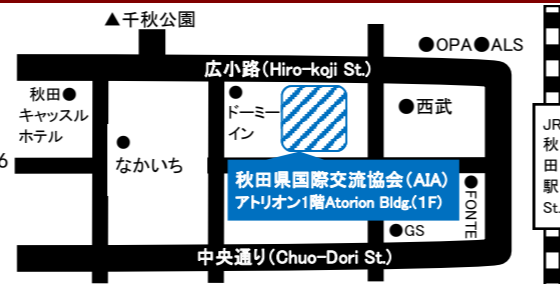 ▲千秋公園
●OPA●ALS
広小路(Hiro-koji St.)
秋田●
キャッスル
ホテル
●
ドーミー
イン
●西武
●
なかいち
6
秋田県国際交流協会(AIA)
アトリオン1階Atorion Bldg.(1F)
●FONTE
●GS
中央通り(Chuo-Dori St.)
JR
秋
田
駅
St.